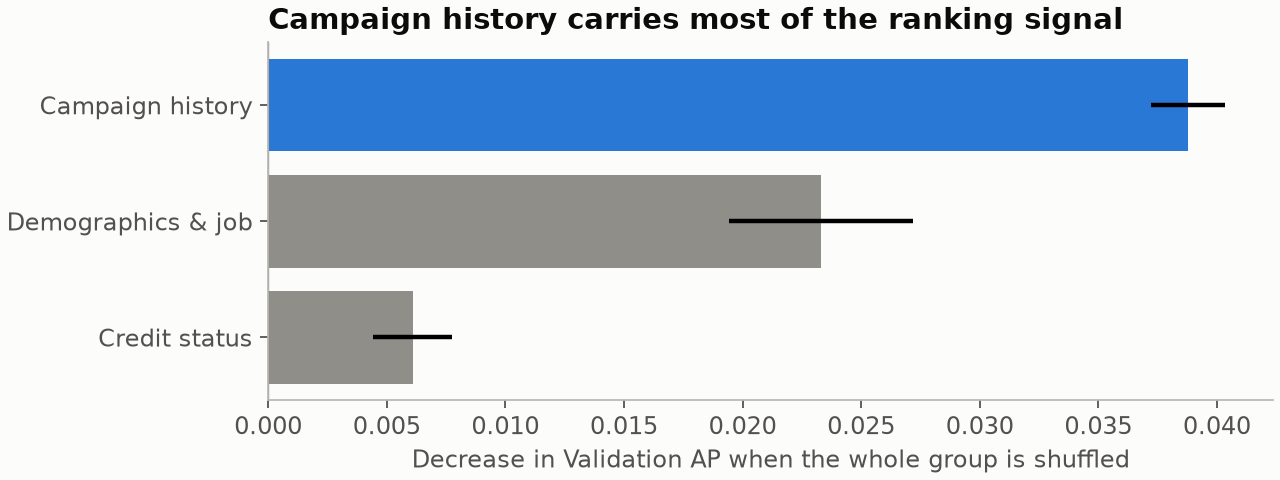 Campaign history carries most of the ranking signal
Campaign history
Demographics & job
Credit status
0.000 0.005 0.010 0.015 0.020 0.025 0.030 0.035 0.040
Decrease in Validation AP when the whole group is shuffled